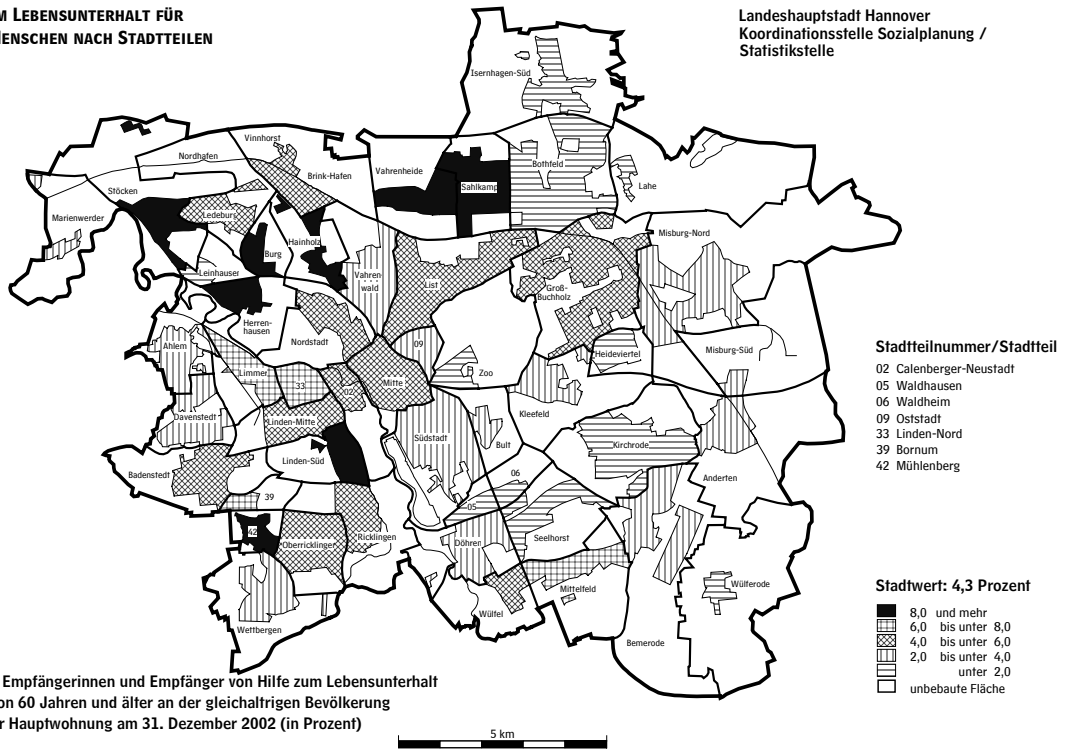 LEBENSUNTERHALT FÜR
NACH STADTTEILEN
Landeshauptstadt Hannover
Koordinationsstelle Sozialplanung /
Statistikstelle
Isernhagen-Süd
Vinnhorst
Nordhafen
Brink-Hafen
Vahrenheide
Sahlkamp
Bothfeld
Lahe
Stöcken
Marienwerder
Ledeburg
Burg
Hainholz
Leinhausen
Vahren-
wald
List
Groß-
Buchholz
Misburg-Nord
Herren-
hausen
Nordstadt
09
Heideviertel
Misburg-Süd
Ahlem
Limmer
33
02
Mitte
Zoo
Kleefeld
Davenstedt
Linden-Mitte
Südstadt
Bult
Kirchrode
Badenstedt
Linden-Süd
06
Anderten
39
05
42
Oberricklingen
Ricklingen
Döhren
Seelhorst
Mittelfeld
Wülferode
Wettbergen
Wülfel
Bemerode
Stadtteilnummer/Stadtteil
02 Calenberger-Neustadt
05 Waldhausen
06 Waldheim
09 Oststadt
33 Linden-Nord
39 Bornum
42 Mühlenberg
Stadtwert: 4,3 Prozent
8,0 und mehr
6,0 bis unter 8,0
4,0 bis unter 6,0
2,0 bis unter 4,0
unter 2,0
unbebaute Fläche
Empfängerinnen und Empfänger von Hilfe zum Lebensunterhalt
von 60 Jahren und älter an der gleichaltrigen Bevölkerung
Hauptwohnung am 31. Dezember 2002 (in Prozent)
5 km